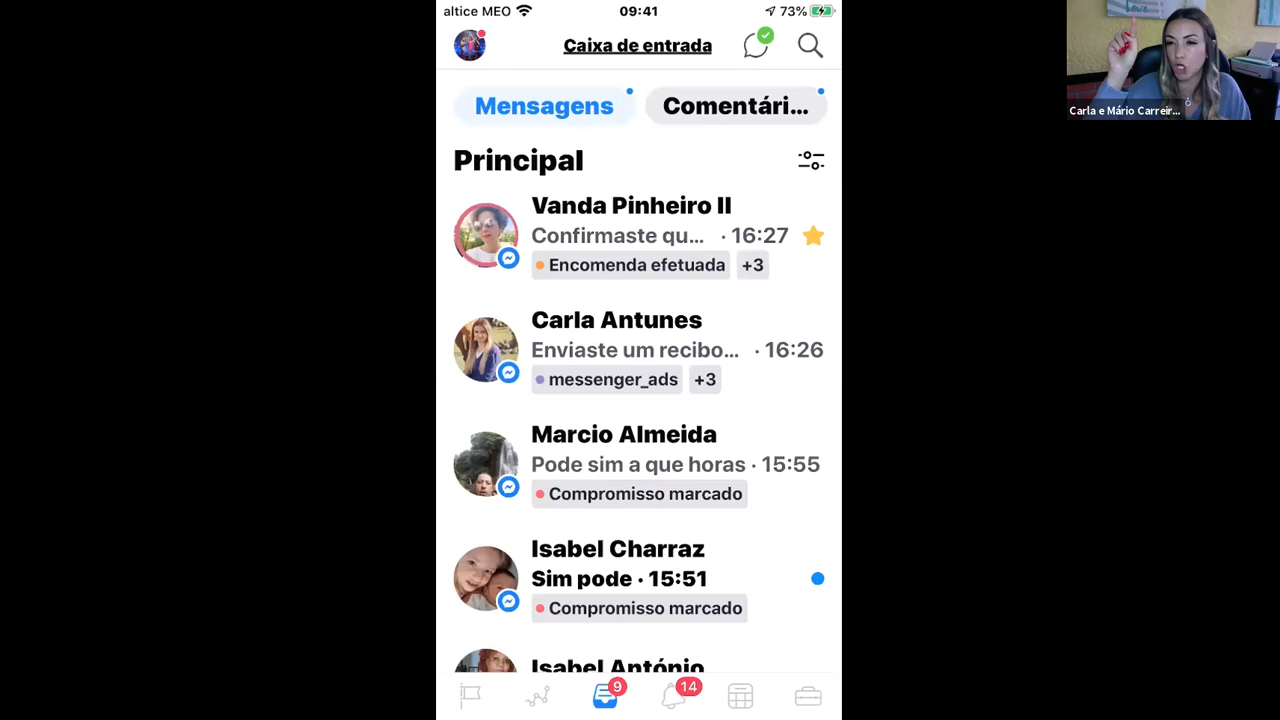 altice MEO 09:41 73%
Caixa de entrada
Mensagens Comentári...
Principal
Vanda Pinheiro II
Confirmaste qu... · 16:27
Encomenda efetuada +3
Carla Antunes
Enviaste um recibo... · 16:26
messenger_ads +3
Marcio Almeida
Pode sim a que horas · 15:55
Compromisso marcado
Isabel Charraz
Sim pode · 15:51
Compromisso marcado
Isabel António
9 14
Carla e Mário Carreir...